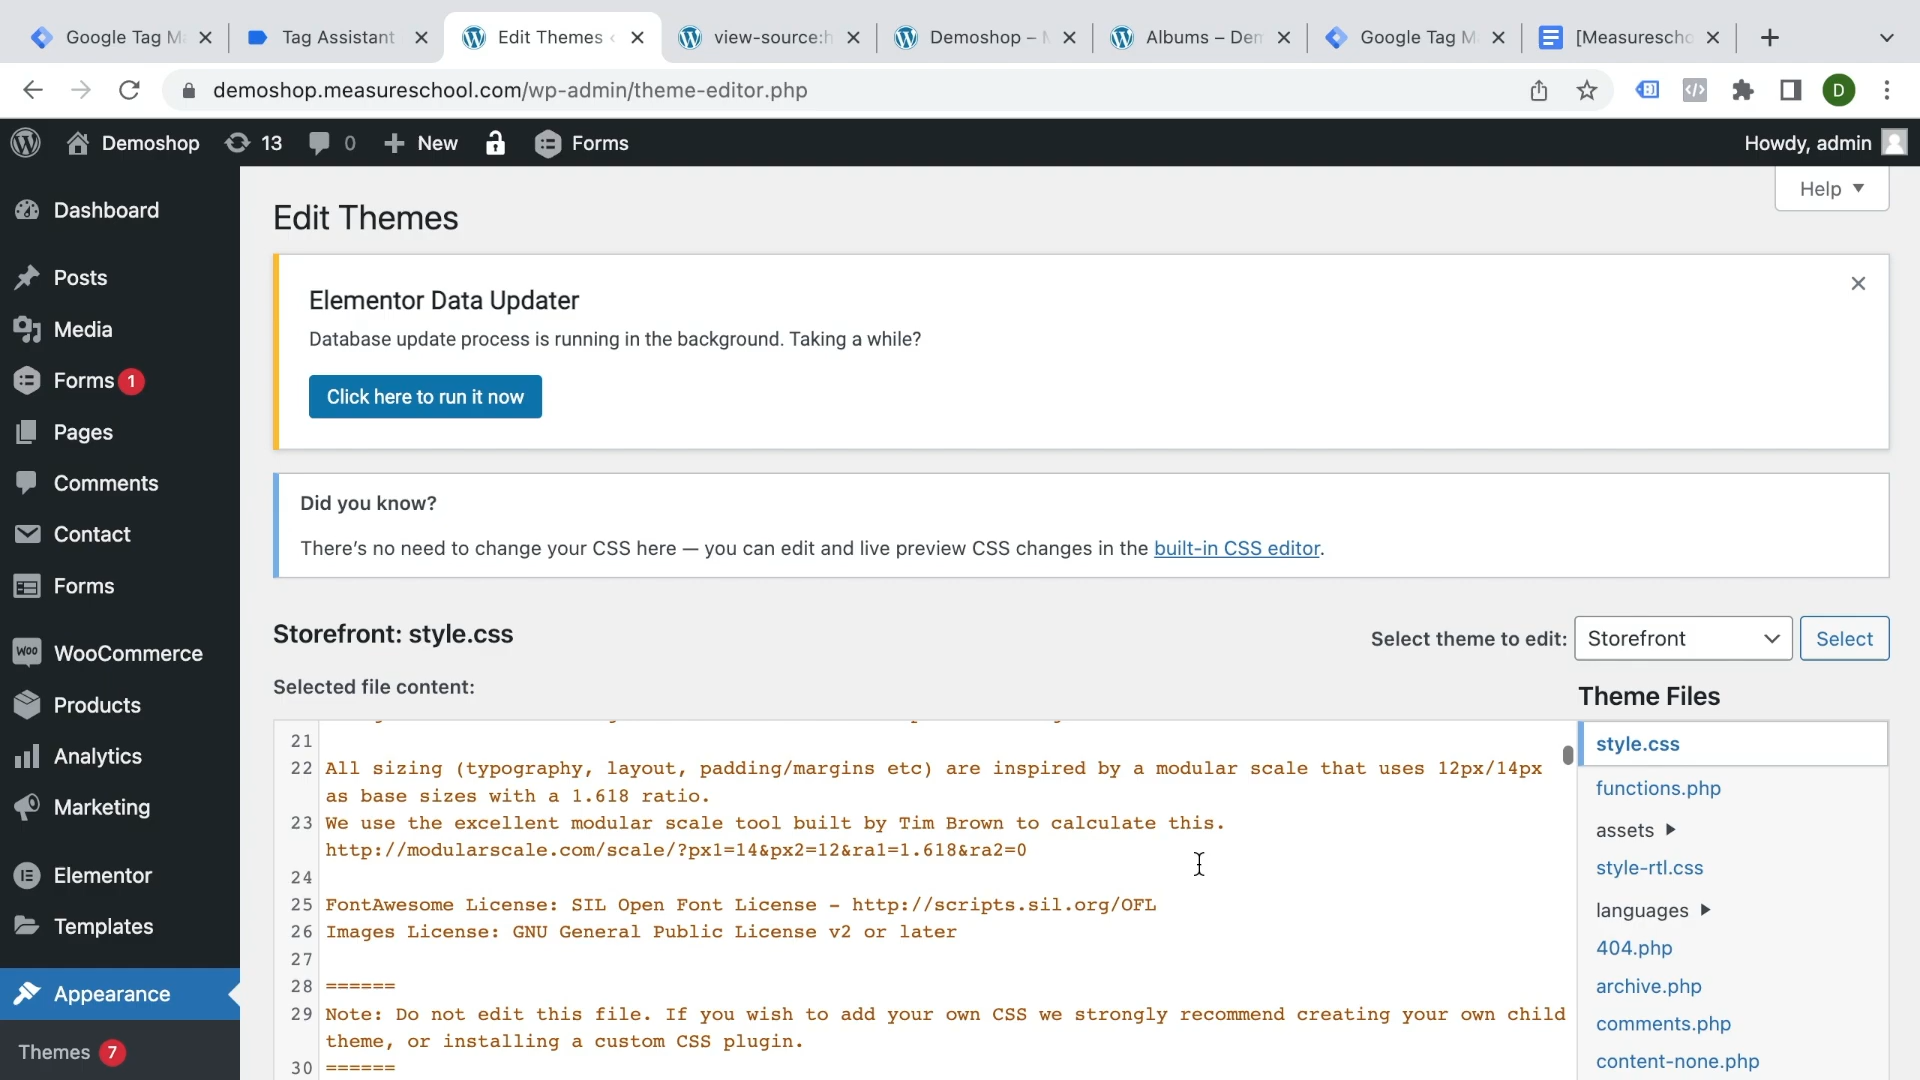 Google Tag Ma
Tag Assistant
Edit Themes
view-source:h
Demoshop –
Albums – Dem
Google Tag M
[Measurescho
demoshop.measureschool.com/wp-admin/theme-editor.php
D
Demoshop
13
0
New
Forms
Howdy, admin
Help
Dashboard
Posts
Media
Forms 1
Pages
Comments
Contact
Forms
WooCommerce
Products
Analytics
Marketing
Elementor
Templates
Appearance
Themes 7
Edit Themes
Elementor Data Updater
Database update process is running in the background. Taking a while?
Click here to run it now
Did you know?
There's no need to change your CSS here — you can edit and live preview CSS changes in the built-in CSS editor.
Storefront: style.css
Select theme to edit:
Storefront
Select
Selected file content:
21
22 All sizing (typography, layout, padding/margins etc) are inspired by a modular scale that uses 12px/14px
as base sizes with a 1.618 ratio.
23 We use the excellent modular scale tool built by Tim Brown to calculate this.
http://modularscale.com/scale/?px1=14&px2=12&ra1=1.618&ra2=0
24
25 FontAwesome License: SIL Open Font License - http://scripts.sil.org/OFL
26 Images License: GNU General Public License v2 or later
27
28 ======
29 Note: Do not edit this file. If you wish to add your own CSS we strongly recommend creating your own child
theme, or installing a custom CSS plugin.
30 ======
Theme Files
style.css
functions.php
assets
style-rtl.css
languages
404.php
archive.php
comments.php
content-none.php